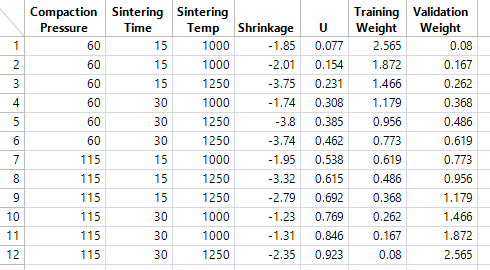 Compaction Pressure Sintering Time Sintering Temp Shrinkage U Training Weight Validation Weight
1 60 15 1000 -1.85 0.077 2.565 0.08
2 60 15 1000 -2.01 0.154 1.872 0.167
3 60 15 1250 -3.75 0.231 1.466 0.262
4 60 30 1000 -1.74 0.308 1.179 0.368
5 60 30 1250 -3.8 0.385 0.956 0.486
6 60 30 1250 -3.74 0.462 0.773 0.619
7 115 15 1000 -1.95 0.538 0.619 0.773
8 115 15 1250 -3.32 0.615 0.486 0.956
9 115 15 1250 -2.79 0.692 0.368 1.179
10 115 30 1000 -1.23 0.769 0.262 1.466
11 115 30 1000 -1.31 0.846 0.167 1.872
12 115 30 1250 -2.35 0.923 0.08 2.565